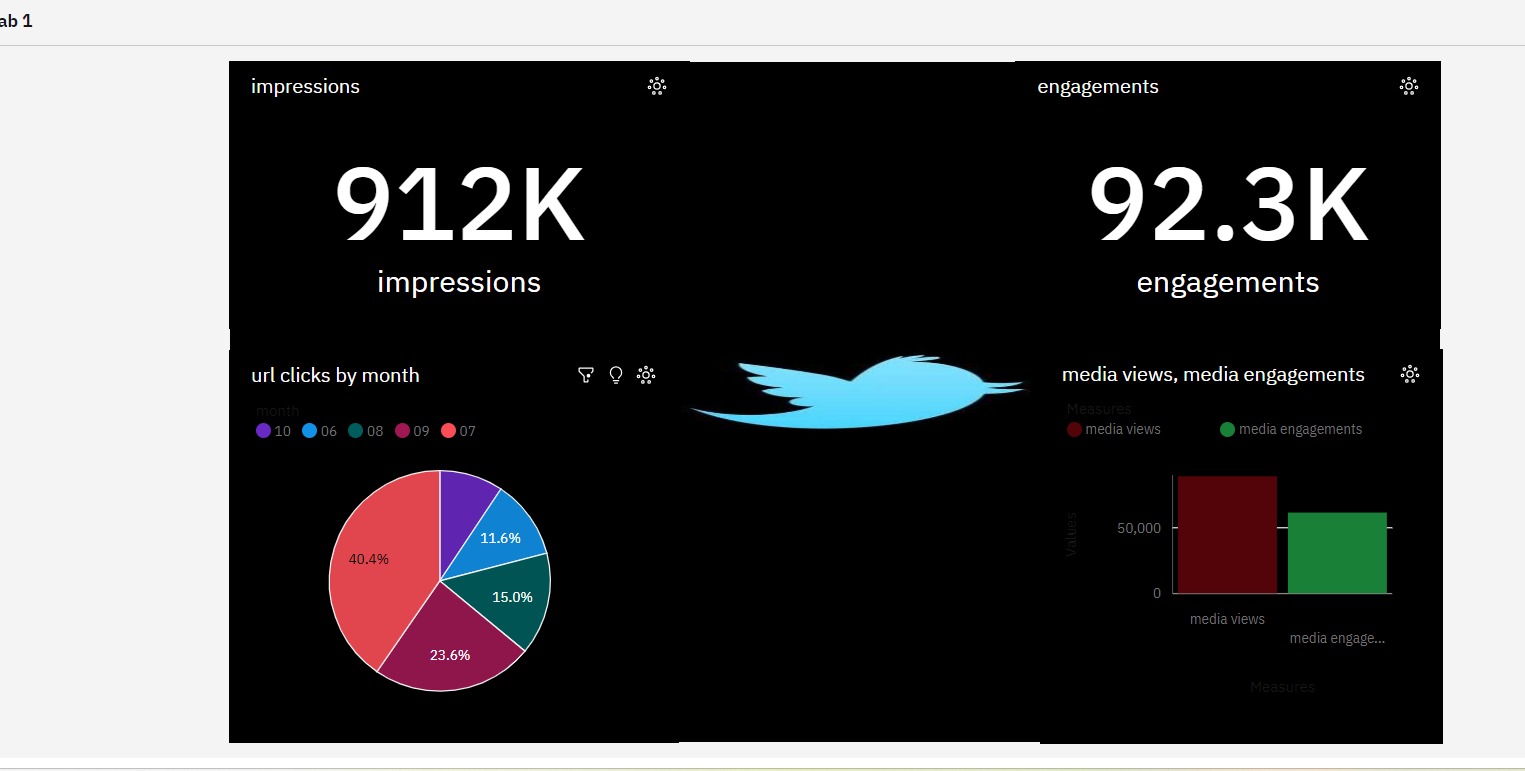 ab 1
impressions
engagements
912K
impressions
92.3K
engagements
url clicks by month
month
10 06 08 09 07
11.6%
40.4%
15.0%
23.6%
media views, media engagements
Measures
media views media engagements
Values
50,000
0
media views
media engage...
Measures